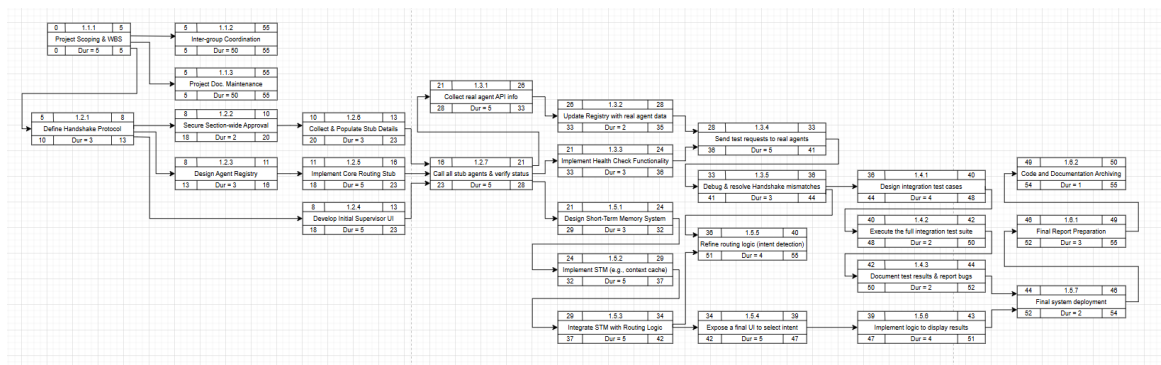 0 1.1.1 5
Project Scoping & WBS
0 Dur = 5 5
5 1.1.2 55
Inter-group Coordination
5 Dur = 50 55
5 1.1.3 55
Project Doc. Maintenance
5 Dur = 50 55
5 1.2.1 8
Define Handshake Protocol
10 Dur = 3 13
8 1.2.2 10
Secure Section-wide Approval
18 Dur = 2 20
8 1.2.3 11
Design Agent Registry
13 Dur = 3 16
8 1.2.4 13
Develop Initial Supervisor UI
18 Dur = 5 23
10 1.2.6 13
Collect & Populate Stub Details
20 Dur = 3 23
11 1.2.5 16
Implement Core Routing Stub
18 Dur = 5 23
16 1.2.7 21
Call all stub agents & verify status
23 Dur = 5 28
21 1.3.1 26
Collect real agent API info
28 Dur = 5 33
26 1.3.2 28
Update Registry with real agent data
33 Dur = 2 35
21 1.3.3 24
Implement Health Check Functionality
33 Dur = 3 36
28 1.3.4 33
Send test requests to real agents
36 Dur = 5 41
33 1.3.5 36
Debug & resolve Handshake mismatches
41 Dur = 3 44
21 1.5.1 24
Design Short-Term Memory System
29 Dur = 3 32
24 1.5.2 29
Implement STM (e.g., context cache)
32 Dur = 5 37
29 1.5.3 34
Integrate STM with Routing Logic
37 Dur = 5 42
36 1.5.5 40
Refine routing logic (intent detection)
51 Dur = 4 55
34 1.5.4 39
Expose a final UI to select intent
42 Dur = 5 47
36 1.4.1 40
Design integration test cases
44 Dur = 4 48
40 1.4.2 42
Execute the full integration test suite
48 Dur = 2 50
42 1.4.3 44
Document test results & report bugs
50 Dur = 2 52
39 1.5.6 43
Implement logic to display results
47 Dur = 4 51
44 1.5.7 46
Final system deployment
52 Dur = 2 54
46 1.6.1 49
Final Report Preparation
52 Dur = 3 55
49 1.6.2 50
Code and Documentation Archiving
54 Dur = 1 55